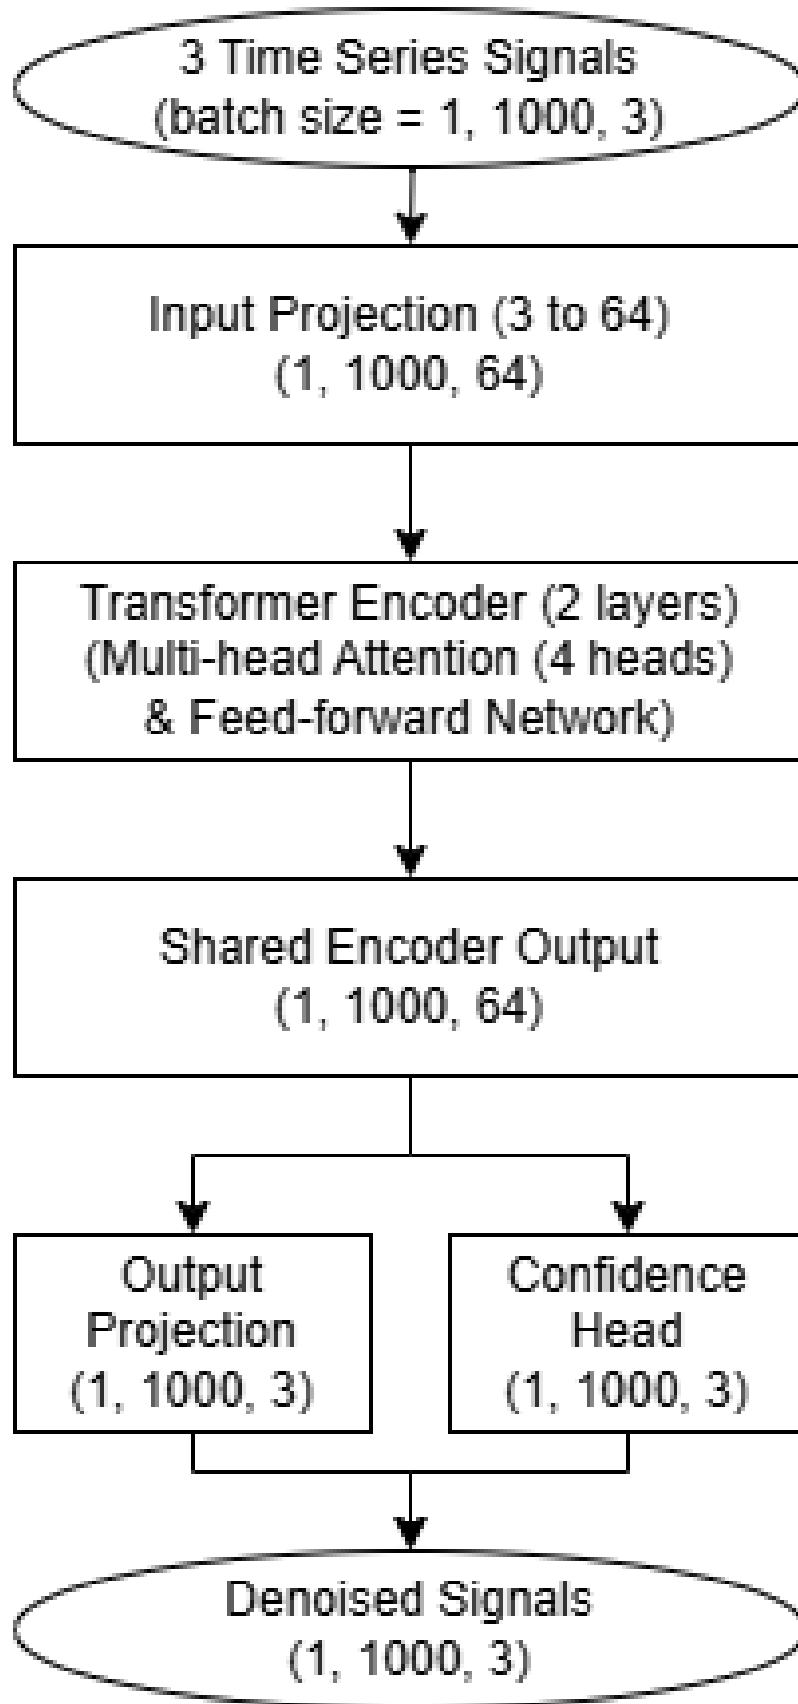 3 Time Series Signals
(batch size = 1, 1000, 3)
Input Projection (3 to 64)
(1, 1000, 64)
Transformer Encoder (2 layers)
(Multi-head Attention (4 heads)
& Feed-forward Network)
Shared Encoder Output
(1, 1000, 64)
Output
Projection
(1, 1000, 3)
Confidence
Head
(1, 1000, 3)
Denoised Signals
(1, 1000, 3)